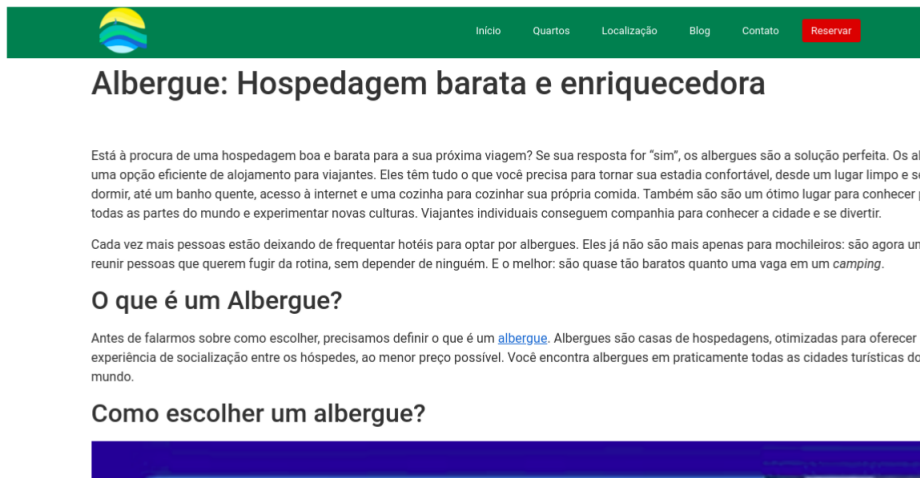 Início Quartos Localização Blog Contato Reservar
Albergue: Hospedagem barata e enriquecedora
Está à procura de uma hospedagem boa e barata para a sua próxima viagem? Se sua resposta for “sim”, os albergues são a solução perfeita. Os
uma opção eficiente de alojamento para viajantes. Eles têm tudo o que você precisa para tornar sua estadia confortável, desde um lugar limpo e
dormir, até um banho quente, acesso à internet e uma cozinha para cozinhar sua própria comida. Também são são um ótimo lugar para conhecer
todas as partes do mundo e experimentar novas culturas. Viajantes individuais conseguem companhia para conhecer a cidade e se divertir.
Cada vez mais pessoas estão deixando de frequentar hotéis para optar por albergues. Eles já não são mais apenas para mochileiros: são agora
reunir pessoas que querem fugir da rotina, sem depender de ninguém. E o melhor: são quase tão baratos quanto uma vaga em um camping.
O que é um Albergue?
Antes de falarmos sobre como escolher, precisamos definir o que é um albergue. Albergues são casas de hospedagens, otimizadas para oferecer
experiência de socialização entre os hóspedes, ao menor preço possível. Você encontra albergues em praticamente todas as cidades turísticas
mundo.
Como escolher um albergue?